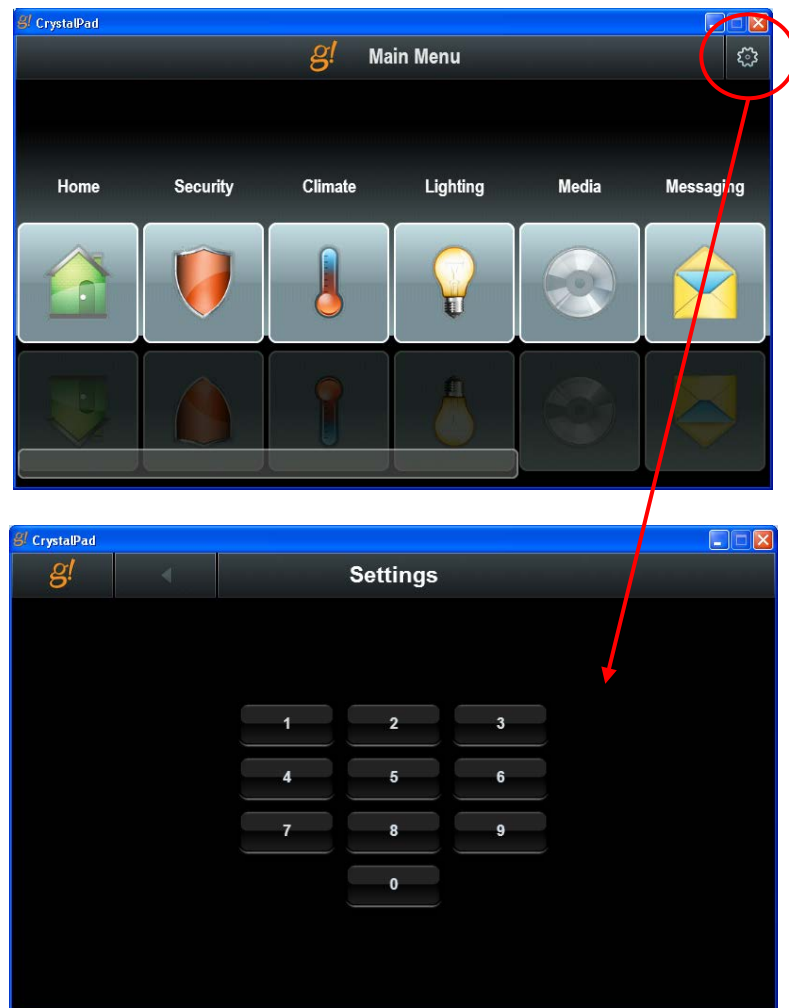 g! CrystalPad
g! Main Menu
Home Security Climate Lighting Media Messaging
g! CrystalPad
g! Settings
1 2 3
4 5 6
7 8 9
0